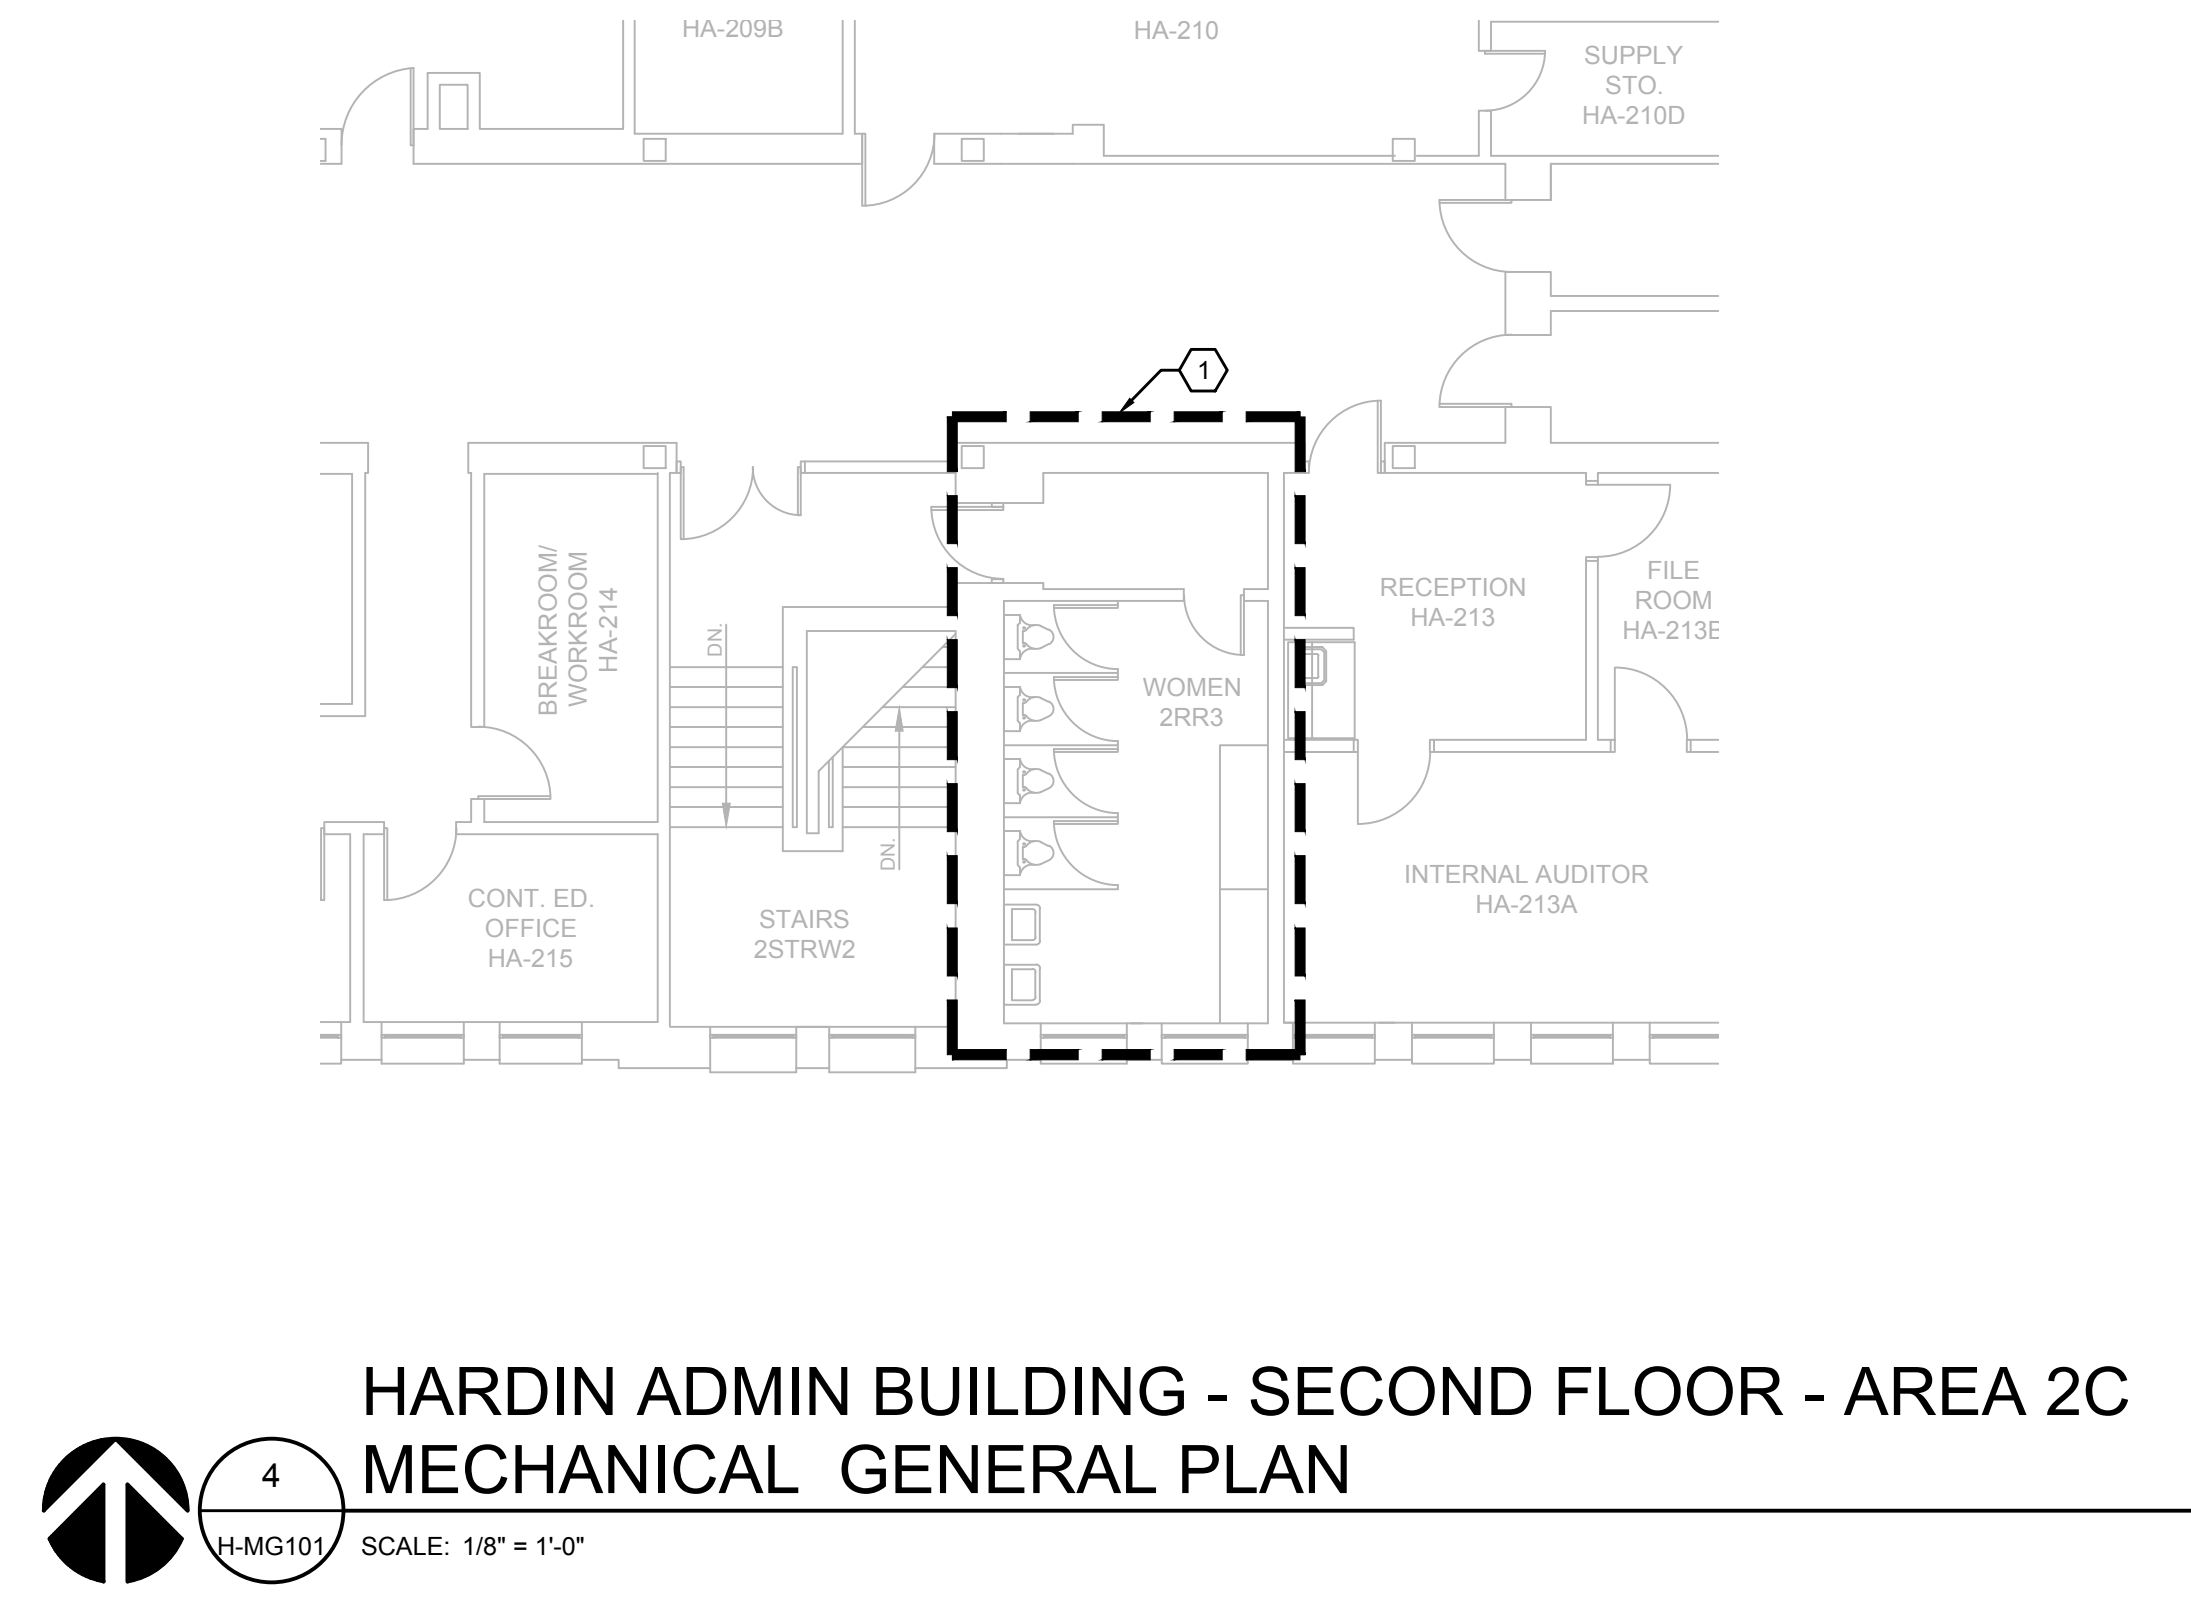 HA-209B
HA-210
SUPPLY
STO.
HA-210D
1
BREAKROOM/
WORKROOM
HA-214
DN.
DN.
WOMEN
2RR3
RECEPTION
HA-213
FILE
ROOM
HA-213E
CONT. ED.
OFFICE
HA-215
STAIRS
2STRW2
INTERNAL AUDITOR
HA-213A
HARDIN ADMIN BUILDING - SECOND FLOOR - AREA 2C
MECHANICAL GENERAL PLAN
4
H-MG101
SCALE: 1/8" = 1'-0"